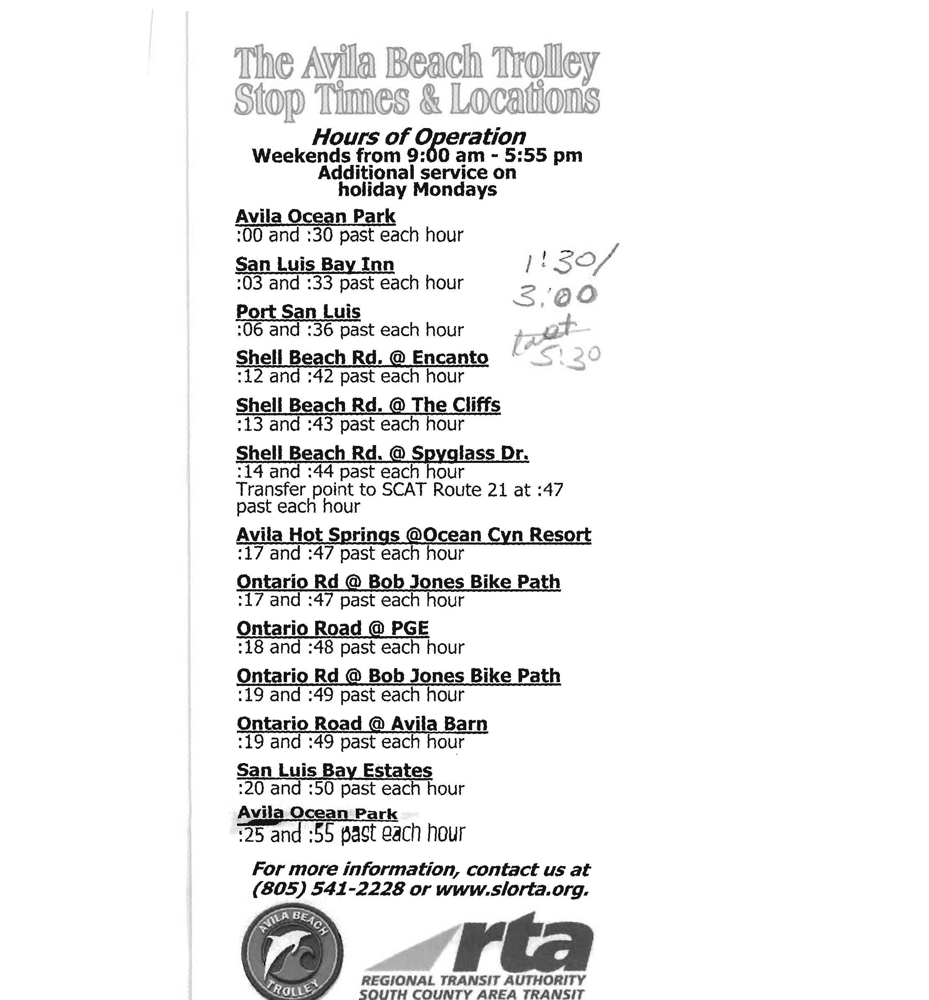 The Avila Beach Trolley
Stop Times & Locations
Hours of Operation
Weekends from 9:00 am - 5:55 pm
Additional service on
holiday Mondays
Avila Ocean Park
:00 and :30 past each hour
San Luis Bay Inn
:03 and :33 past each hour
1:30/
3:00
Port San Luis
:06 and :36 past each hour
last
5:30
Shell Beach Rd. @ Encanto
:12 and :42 past each hour
Shell Beach Rd. @ The Cliffs
:13 and :43 past each hour
Shell Beach Rd. @ Spyglass Dr.
:14 and :44 past each hour
Transfer point to SCAT Route 21 at :47
past each hour
Avila Hot Springs @Ocean Cyn Resort
:17 and :47 past each hour
Ontario Rd @ Bob Jones Bike Path
:17 and :47 past each hour
Ontario Road @ PGE
:18 and :48 past each hour
Ontario Rd @ Bob Jones Bike Path
:19 and :49 past each hour
Ontario Road @ Avila Barn
:19 and :49 past each hour
San Luis Bay Estates
:20 and :50 past each hour
Avila Ocean Park
:25 and :55 past each hour
For more information, contact us at
(805) 541-2228 or www.slorta.org.
AVILA BEACH
TROLLEY
rta
REGIONAL TRANSIT AUTHORITY
SOUTH COUNTY AREA TRANSIT